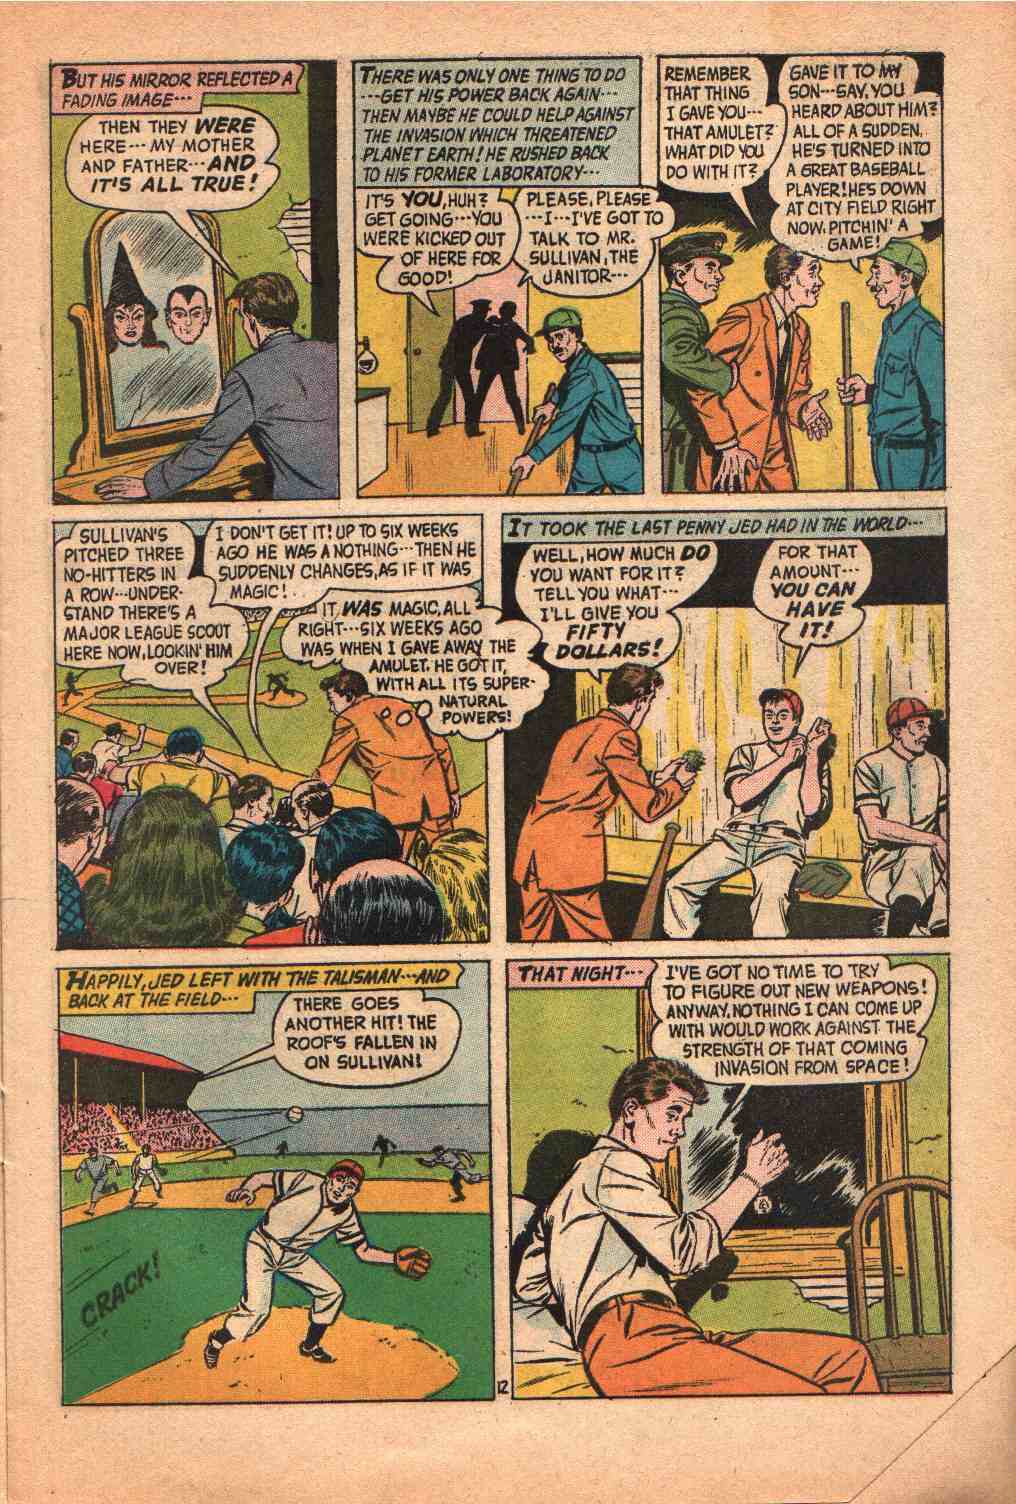 BUT HIS MIRROR REFLECTED A
FADING IMAGE---
THEN THEY WERE
HERE---MY MOTHER
AND FATHER---AND
IT'S ALL TRUE!
THERE WAS ONLY ONE THING TO DO
---GET HIS POWER BACK AGAIN---
THEN MAYBE HE COULD HELP AGAINST
THE INVASION WHICH THREATENED
PLANET EARTH! HE RUSHED BACK
TO HIS FORMER LABORATORY---
IT'S YOU, HUH?
GET GOING---YOU
WERE KICKED OUT
OF HERE FOR
GOOD!
PLEASE, PLEASE
---I---I'VE GOT TO
TALK TO MR.
SULLIVAN, THE
JANITOR---
REMEMBER
THAT THING
I GAVE YOU---
THAT AMULET?
WHAT DID YOU
DO WITH IT?
GAVE IT TO MY
SON---SAY, YOU
HEARD ABOUT HIM?
ALL OF A SUDDEN,
HE'S TURNED INTO
A GREAT BASEBALL
PLAYER! HE'S DOWN
AT CITY FIELD RIGHT
NOW, PITCHIN' A
GAME!
SULLIVAN'S
PITCHED THREE
NO-HITTERS IN
A ROW---UNDER-
STAND THERE'S A
MAJOR LEAGUE SCOUT
HERE NOW, LOOKIN' HIM
OVER!
I DON'T GET IT! UP TO SIX WEEKS
AGO HE WAS A NOTHING---THEN HE
SUDDENLY CHANGES, AS IF IT WAS
MAGIC!
IT WAS MAGIC, ALL
RIGHT---SIX WEEKS AGO
WAS WHEN I GAVE AWAY THE
AMULET. HE GOT IT,
WITH ALL ITS SUPER-
NATURAL
POWERS!
IT TOOK THE LAST PENNY JED HAD IN THE WORLD---
WELL, HOW MUCH DO
YOU WANT FOR IT?
TELL YOU WHAT---
I'LL GIVE YOU
FIFTY
DOLLARS!
FOR THAT
AMOUNT---
YOU CAN
HAVE
IT!
HAPPILY, JED LEFT WITH THE TALISMAN---AND
BACK AT THE FIELD---
THERE GOES
ANOTHER HIT! THE
ROOF'S FALLEN IN
ON SULLIVAN!
CRACK!
12
THAT NIGHT---
I'VE GOT NO TIME TO TRY
TO FIGURE OUT NEW WEAPONS!
ANYWAY, NOTHING I CAN COME UP
WITH WOULD WORK AGAINST THE
STRENGTH OF THAT COMING
INVASION FROM SPACE!